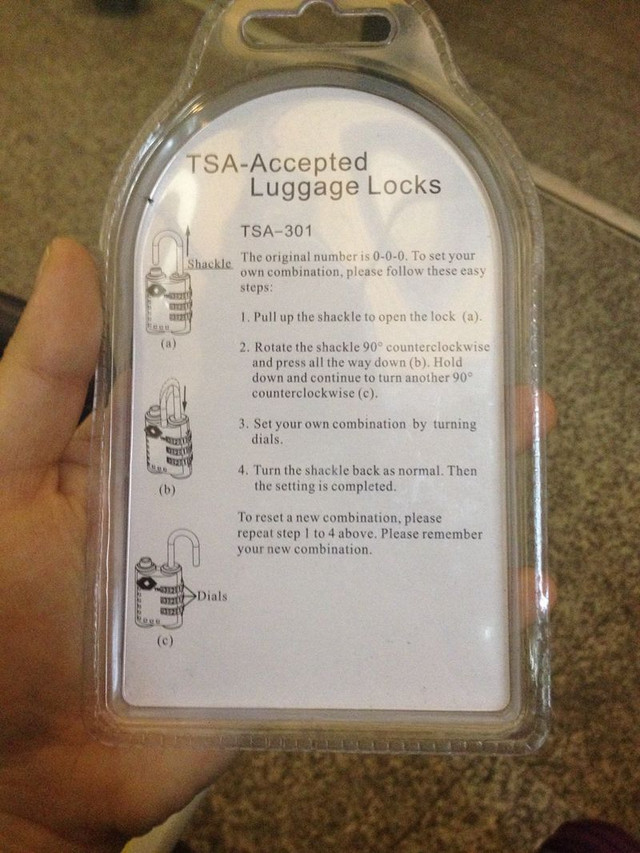 TSA-Accepted
Luggage Locks
TSA-301
The original number is 0-0-0. To set your
own combination, please follow these easy
steps:
1. Pull up the shackle to open the lock (a).
2. Rotate the shackle 90° counterclockwise
and press all the way down (b). Hold
down and continue to turn another 90°
counterclockwise (c).
3. Set your own combination by turning
dials.
4. Turn the shackle back as normal. Then
the setting is completed.
To reset a new combination, please
repeat step 1 to 4 above. Please remember
your new combination.
Shackle
(a)
(b)
Dials
(c)